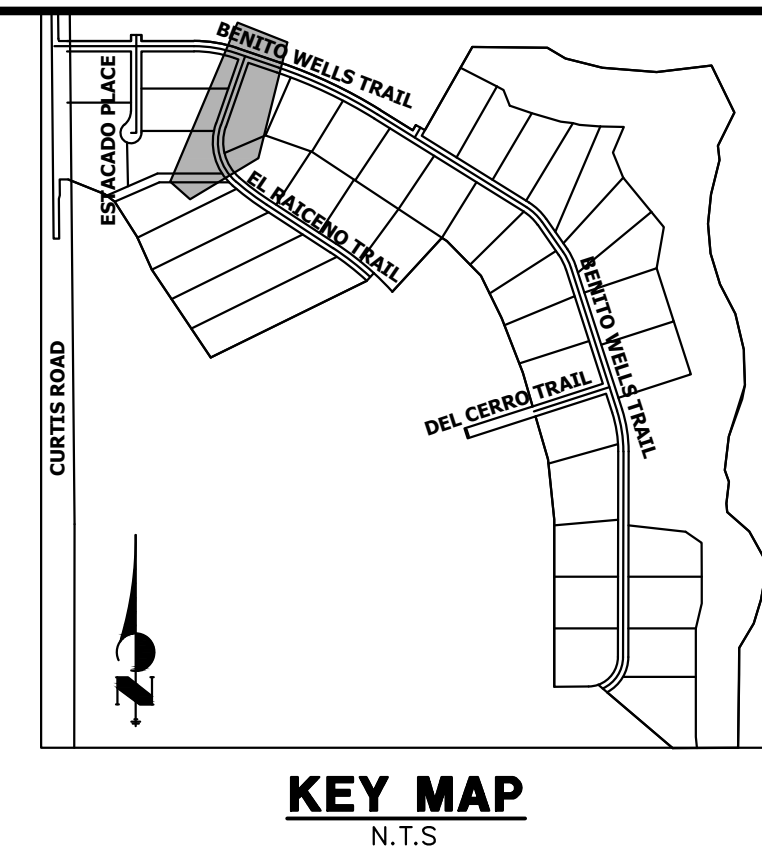 BENITO WELLS TRAIL
ESTACADO PLACE
EL RAICENO TRAIL
BENITO WELLS TRAIL
DEL CERRO TRAIL
CURTIS ROAD
N
KEY MAP
N.T.S